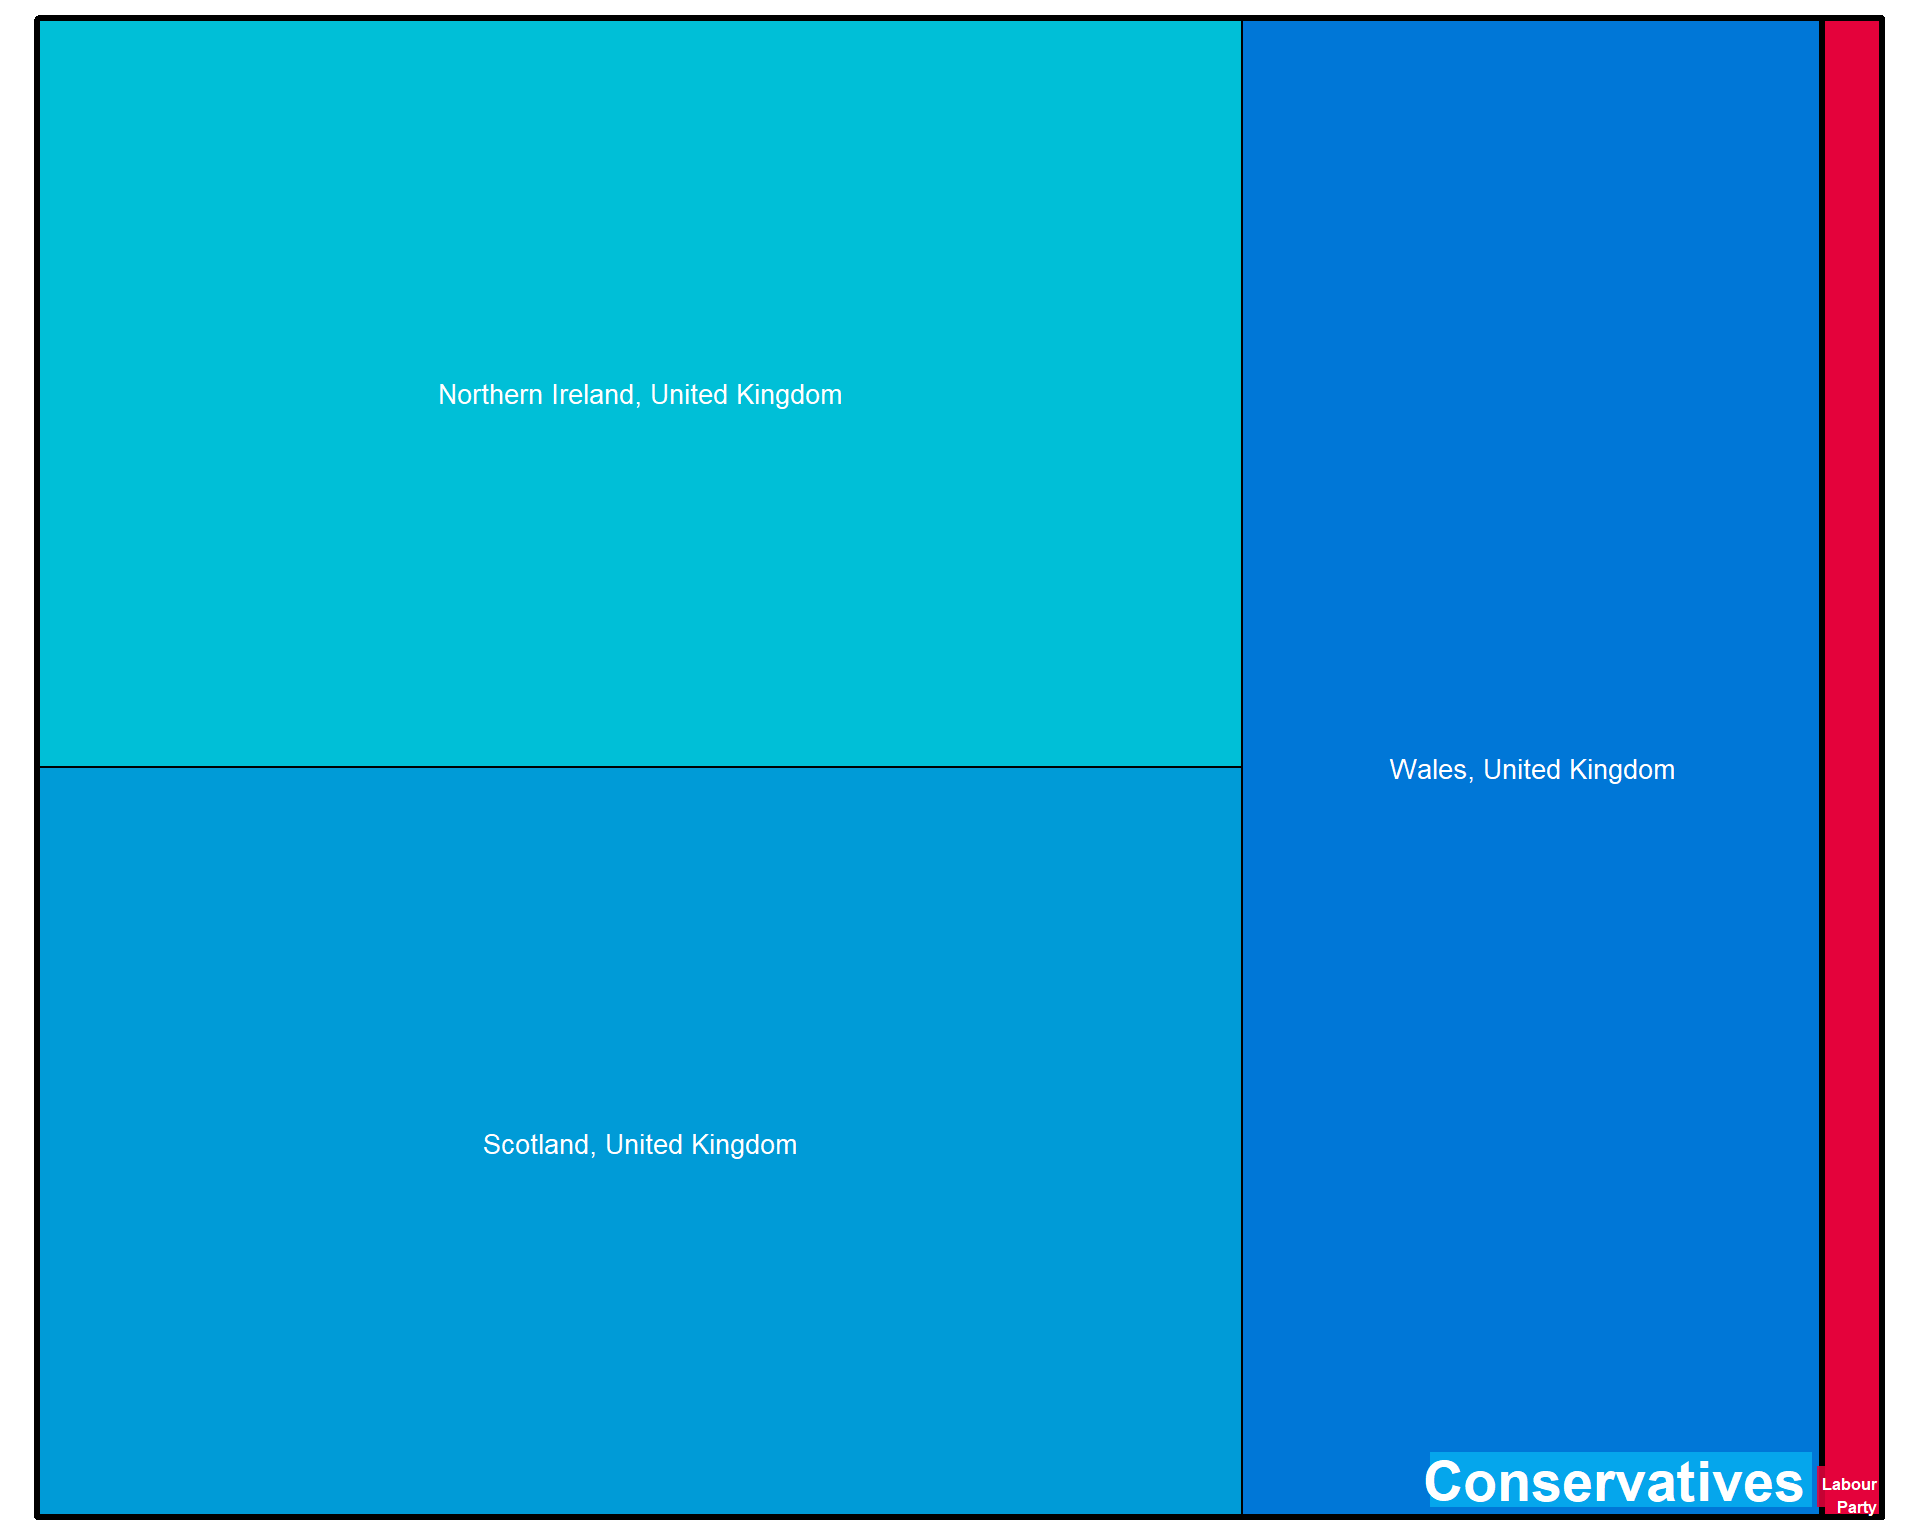 Northern Ireland, United Kingdom
Wales, United Kingdom
Scotland, United Kingdom
Conservatives
Labour
Party